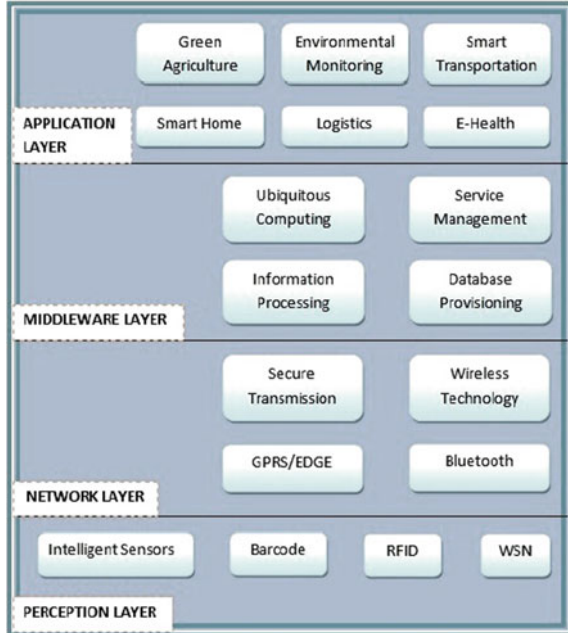 Green
Agriculture
Environmental
Monitoring
Smart
Transportation
Smart Home
Logistics
E-Health
APPLICATION
LAYER
Ubiquitous
Computing
Service
Management
Information
Processing
Database
Provisioning
MIDDLEWARE LAYER
Secure
Transmission
Wireless
Technology
GPRS/EDGE
Bluetooth
NETWORK LAYER
Intelligent Sensors
Barcode
RFID
WSN
PERCEPTION LAYER